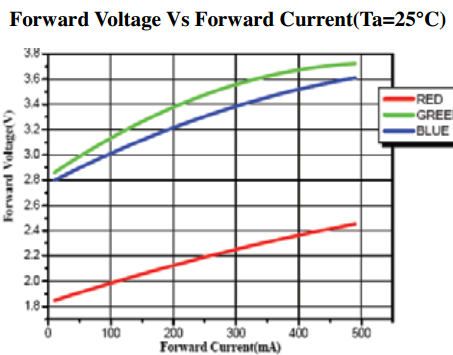 Forward Voltage Vs Forward Current(Ta=25°C)
Forward Voltage(V)
3.8
3.6
3.4
3.2
3.0
2.8
2.6
2.4
2.2
2.0
1.8
0 100 200 300 400 500
Forward Current(mA)
RED
GREE
BLUE